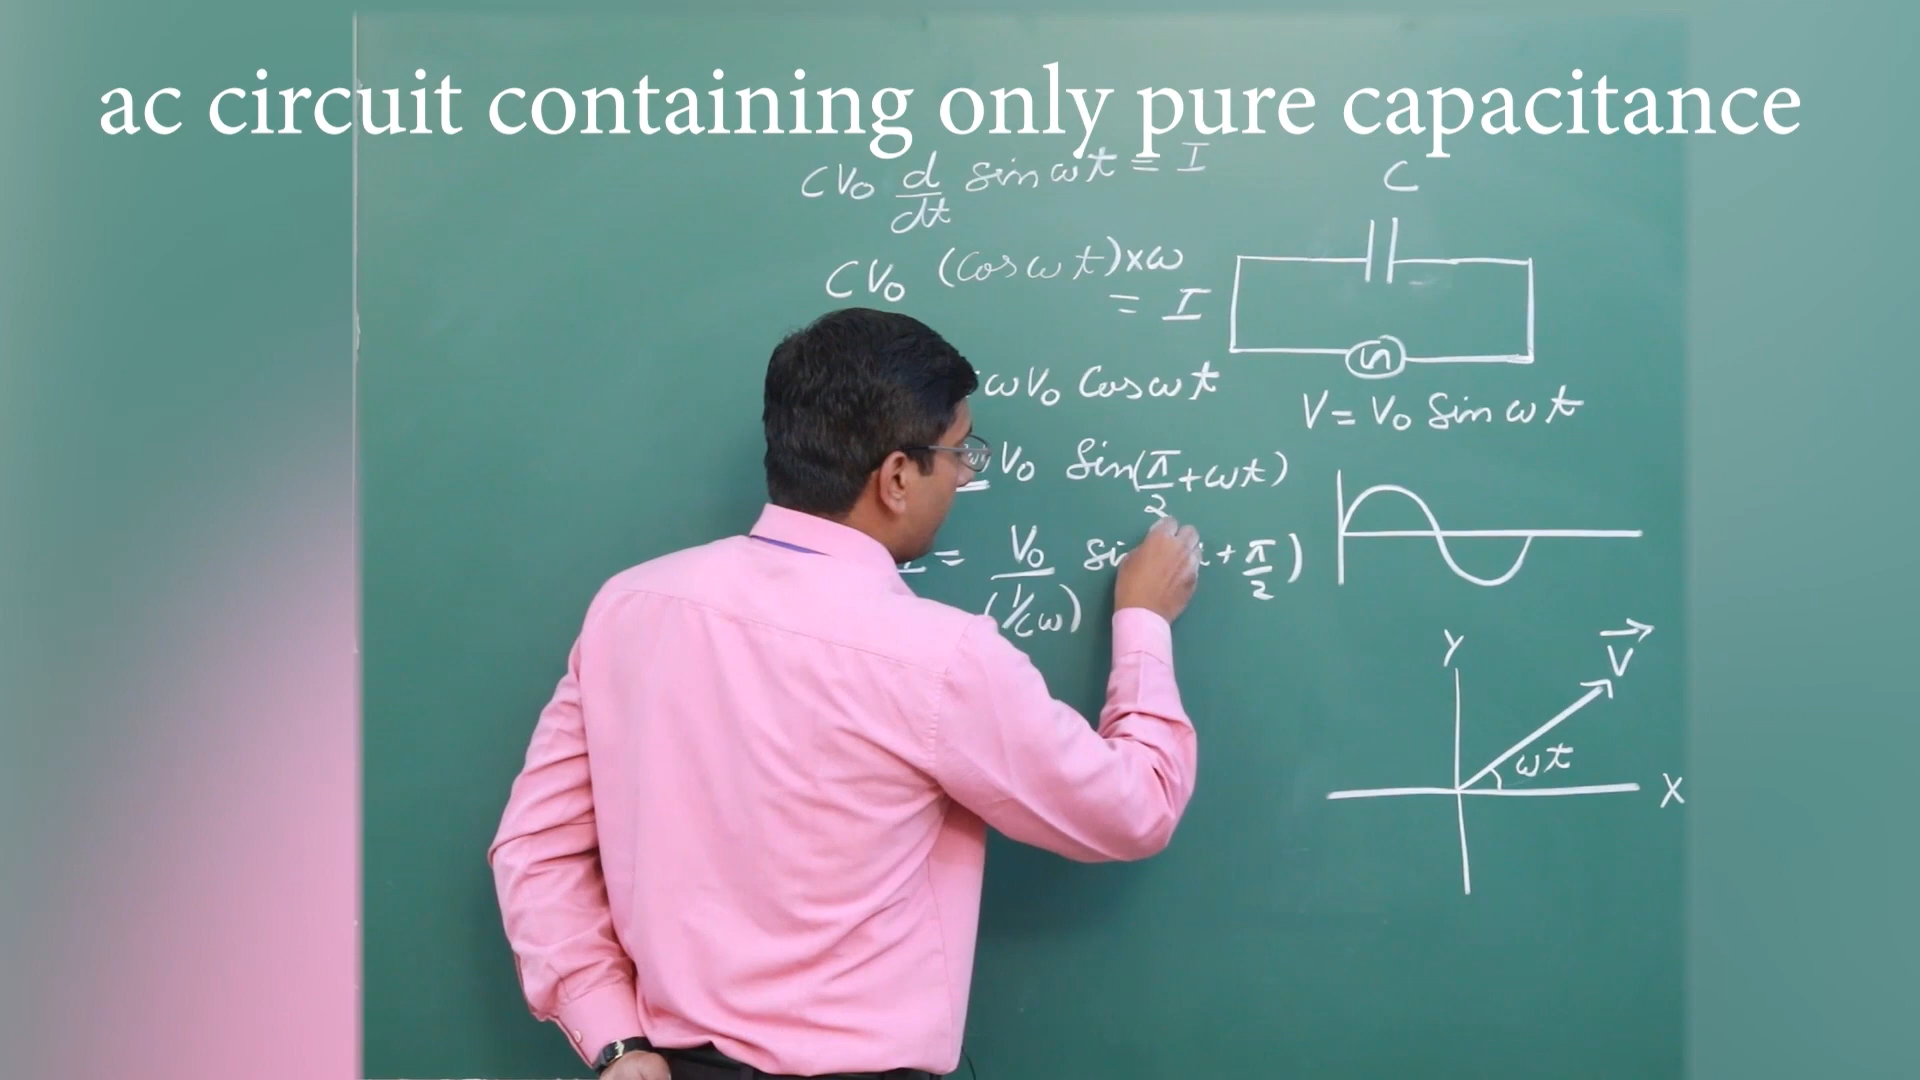 ac circuit containing only pure capacitance
CV₀ d/dt sin ωt = I
CV₀ (Cos ωt)×ω
= I
ωV₀ Cos ωt
V₀ Sin(π/2+ωt)
= V₀/(1/Cω) + π/2)
C
V = V₀ Sin ωt
Y
V⃗
ωt
X